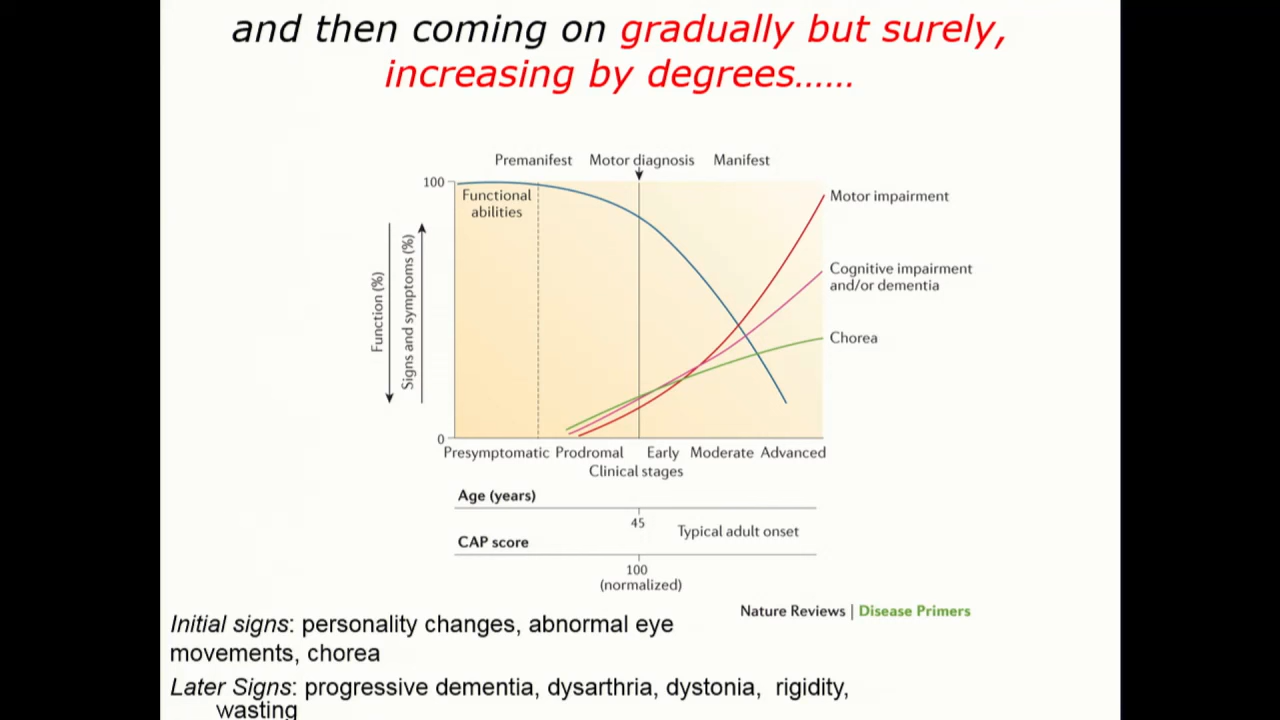 and then coming on gradually but surely,
increasing by degrees......
Premanifest Motor diagnosis Manifest
100
Functional
abilities
Motor impairment
Cognitive impairment
and/or dementia
Chorea
Function (%)
Signs and symptoms (%)
0
Presymptomatic Prodromal Early Moderate Advanced
Clinical stages
Age (years)
45
Typical adult onset
CAP score
100
(normalized)
Nature Reviews | Disease Primers
Initial signs: personality changes, abnormal eye
movements, chorea
Later Signs: progressive dementia, dysarthria, dystonia, rigidity,
wasting